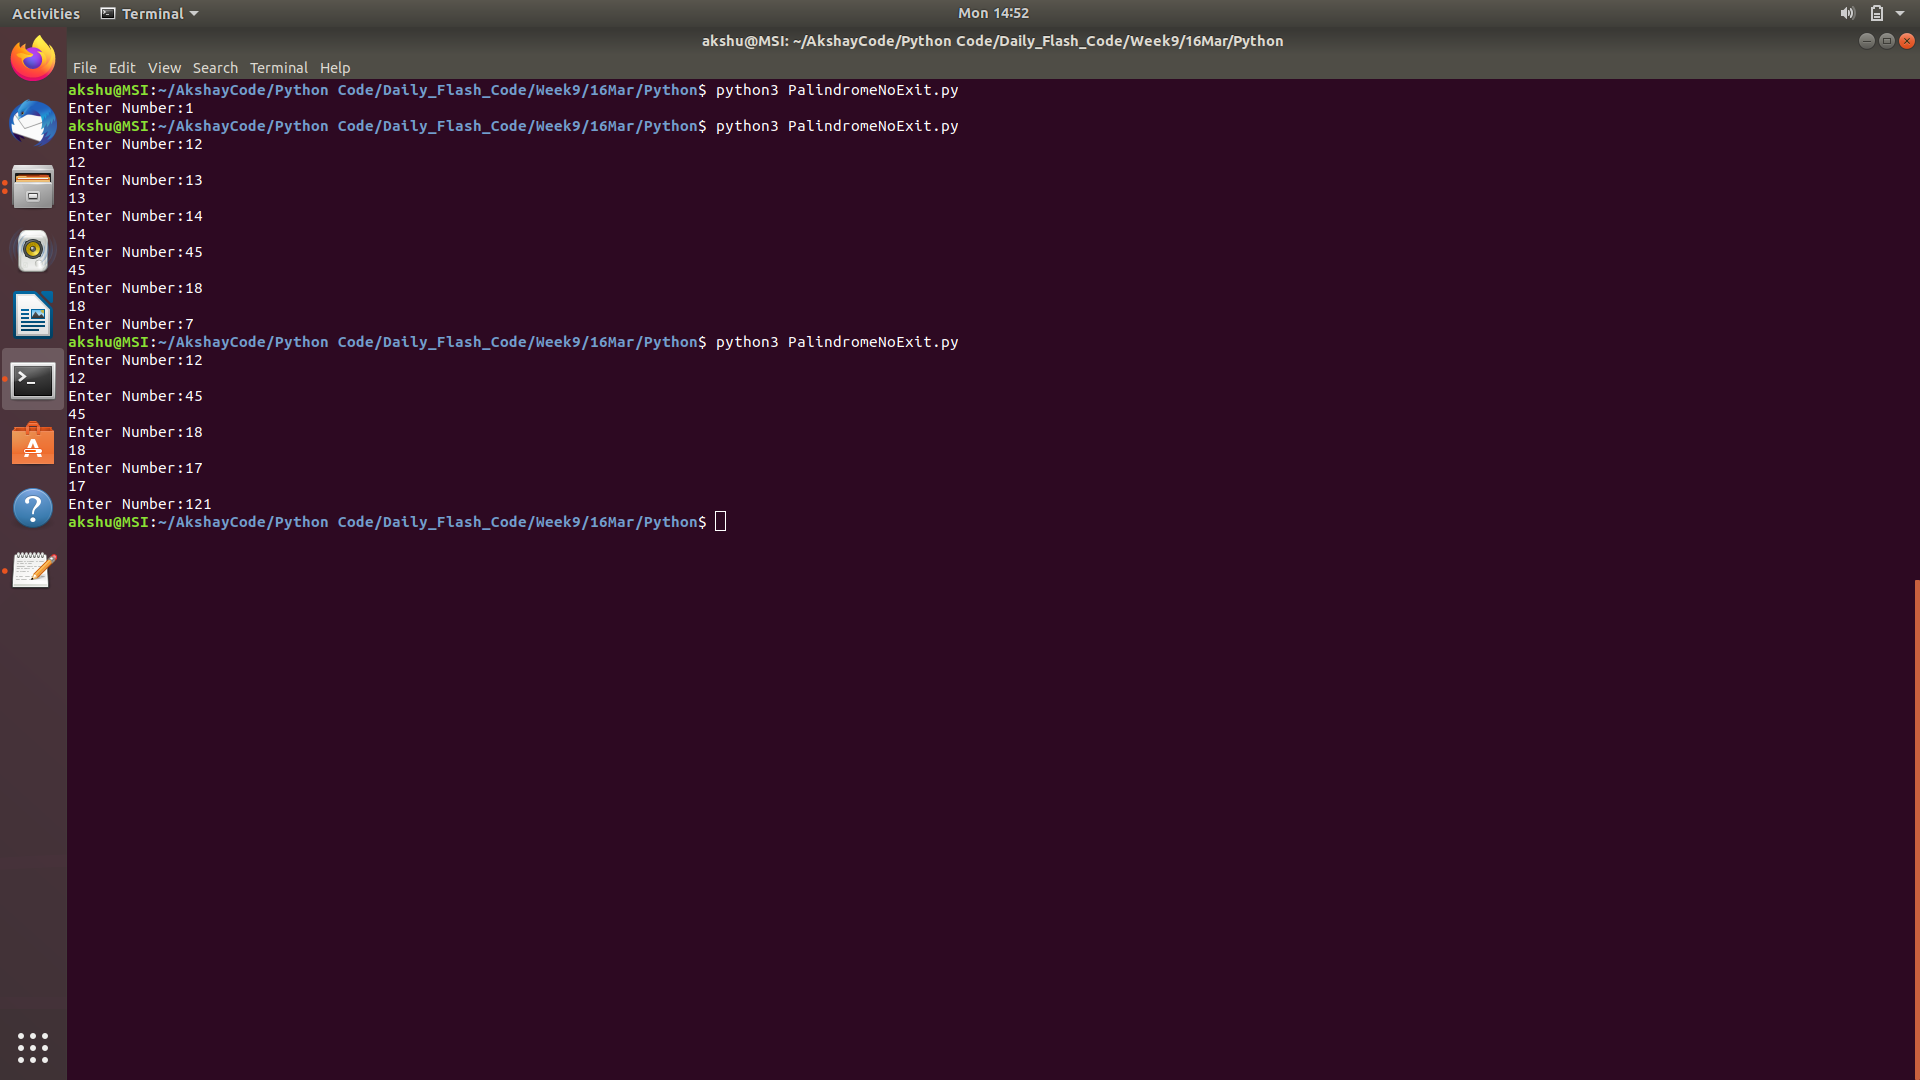 Activities Terminal Mon 14:52
akshu@MSI: ~/AkshayCode/Python Code/Daily_Flash_Code/Week9/16Mar/Python
File Edit View Search Terminal Help
akshu@MSI:~/AkshayCode/Python Code/Daily_Flash_Code/Week9/16Mar/Python$ python3 PalindromeNoExit.py
Enter Number:1
akshu@MSI:~/AkshayCode/Python Code/Daily_Flash_Code/Week9/16Mar/Python$ python3 PalindromeNoExit.py
Enter Number:12
12
Enter Number:13
13
Enter Number:14
14
Enter Number:45
45
Enter Number:18
18
Enter Number:7
akshu@MSI:~/AkshayCode/Python Code/Daily_Flash_Code/Week9/16Mar/Python$ python3 PalindromeNoExit.py
Enter Number:12
12
Enter Number:45
45
Enter Number:18
18
Enter Number:17
17
Enter Number:121
akshu@MSI:~/AkshayCode/Python Code/Daily_Flash_Code/Week9/16Mar/Python$